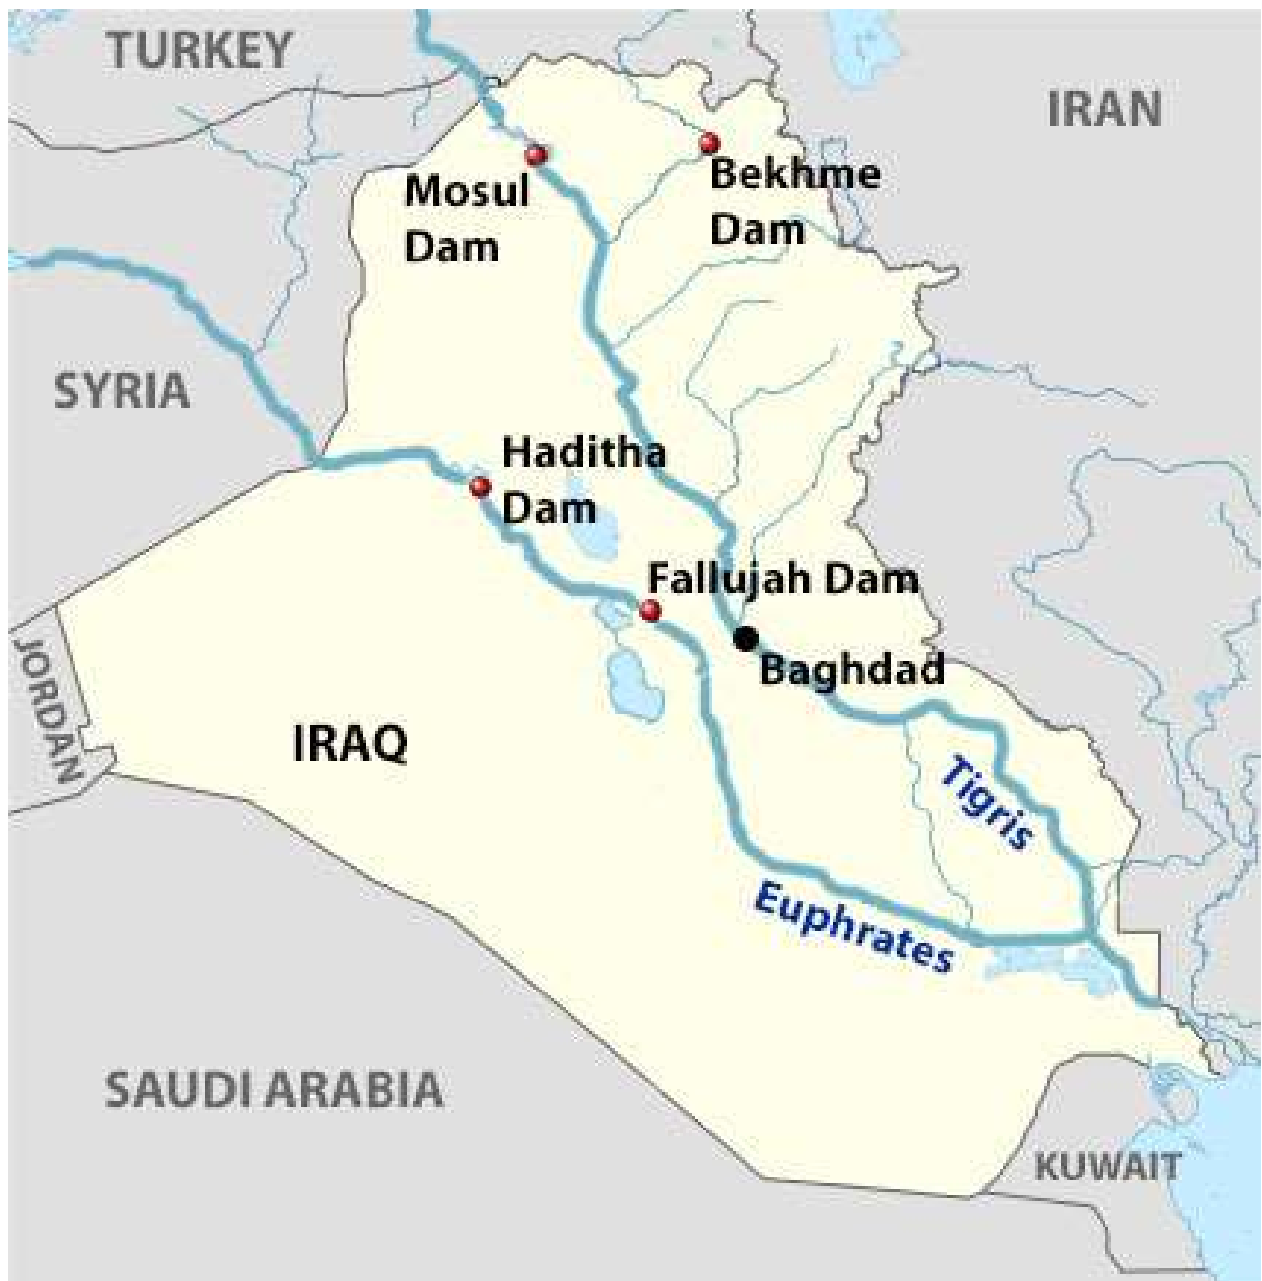 TURKEY
IRAN
Mosul
Dam
Bekhme
Dam
SYRIA
Haditha
Dam
Fallujah Dam
Baghdad
JORDAN
IRAQ
Tigris
Euphrates
SAUDI ARABIA
KUWAIT